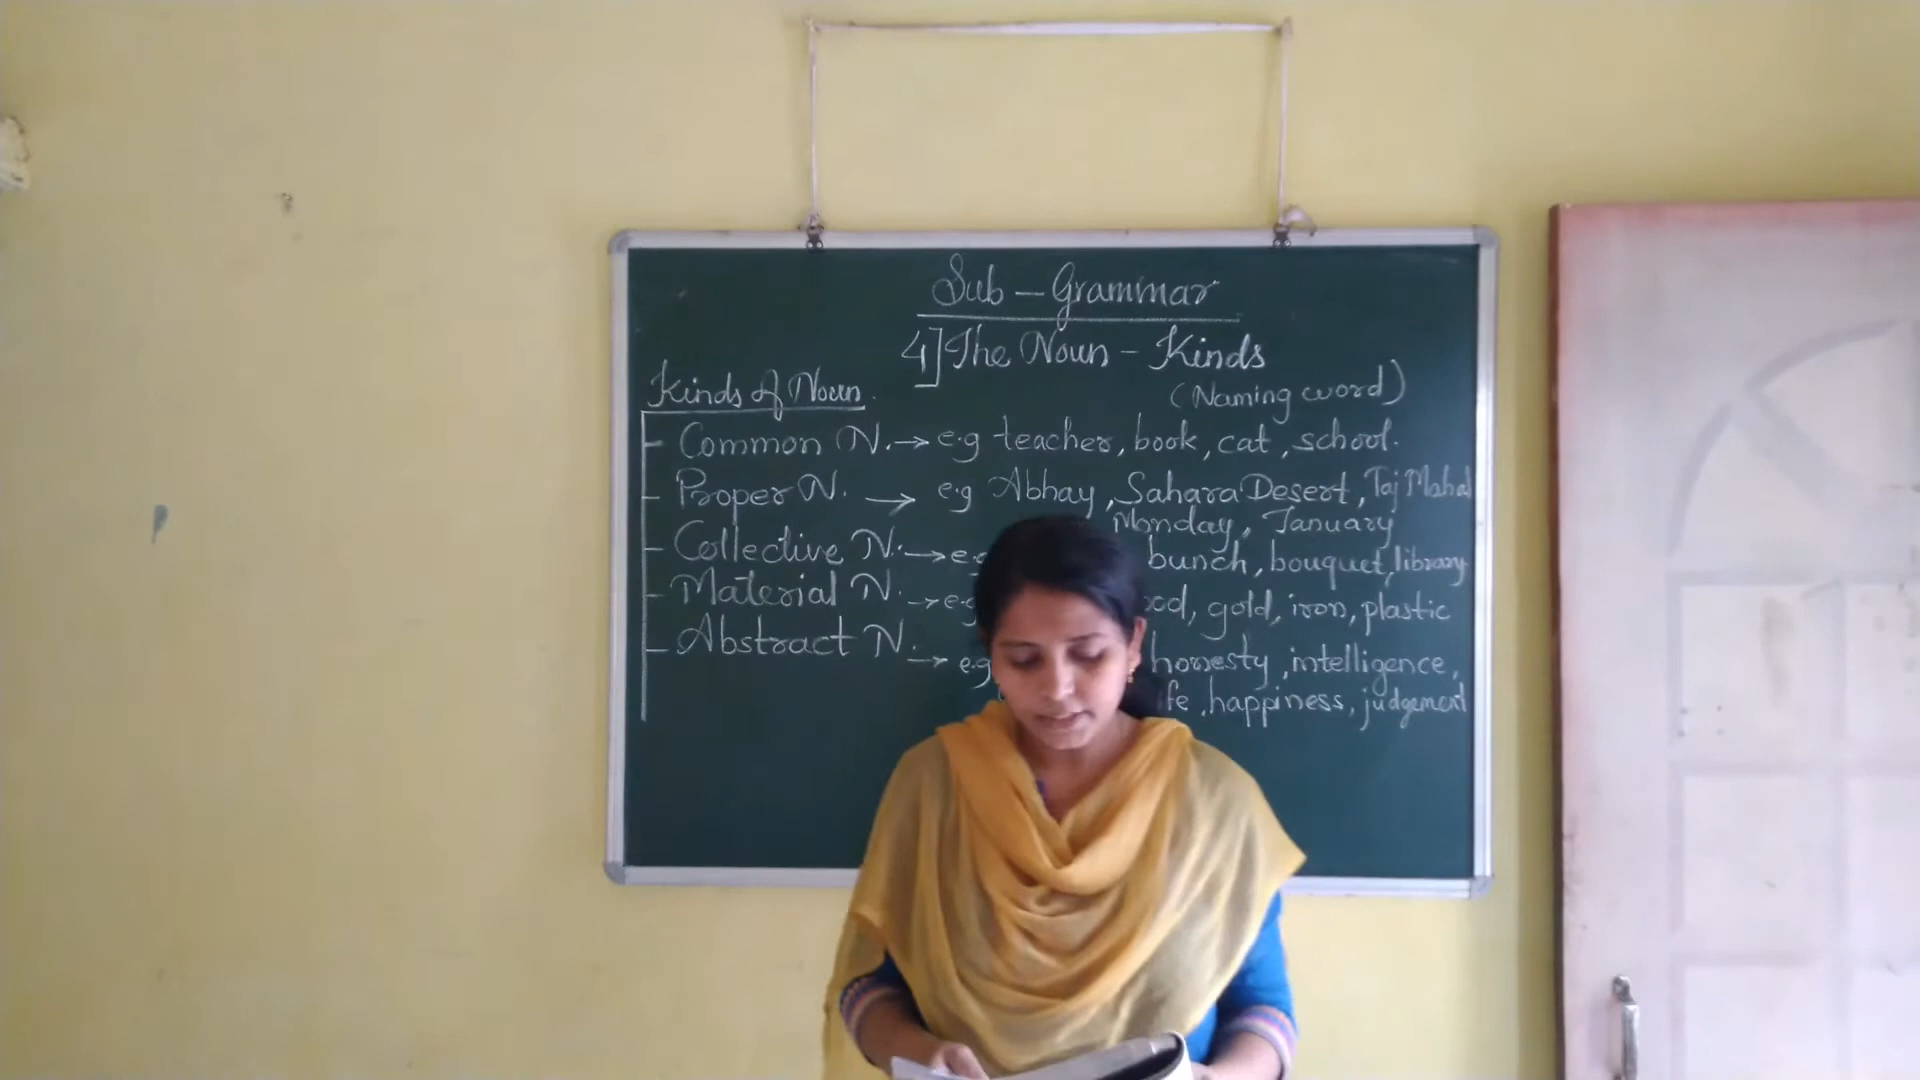 Sub - Grammar
4] The Noun - Kinds
(Naming word)
Kinds of Noun
Common N. → e.g teacher, book, cat, school.
Proper N. → e.g Abhay, Sahara Desert, Taj Mahal
Monday, January
Collective N. → bunch, bouquet, library
Material N. → gold, iron, plastic
Abstract N. → e.g honesty, intelligence,
happiness, judgement